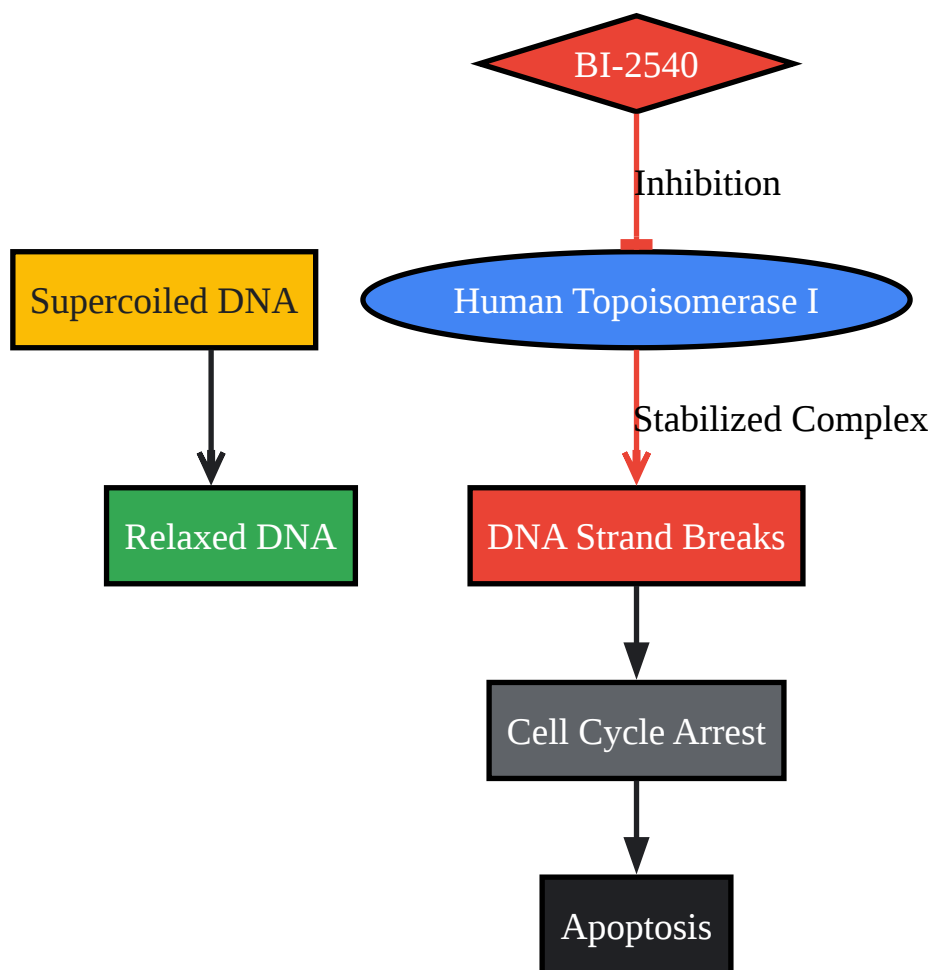 BI-2540
Inhibition
Supercoiled DNA
Human Topoisomerase I
Stabilized Complex
Relaxed DNA
DNA Strand Breaks
Cell Cycle Arrest
Apoptosis